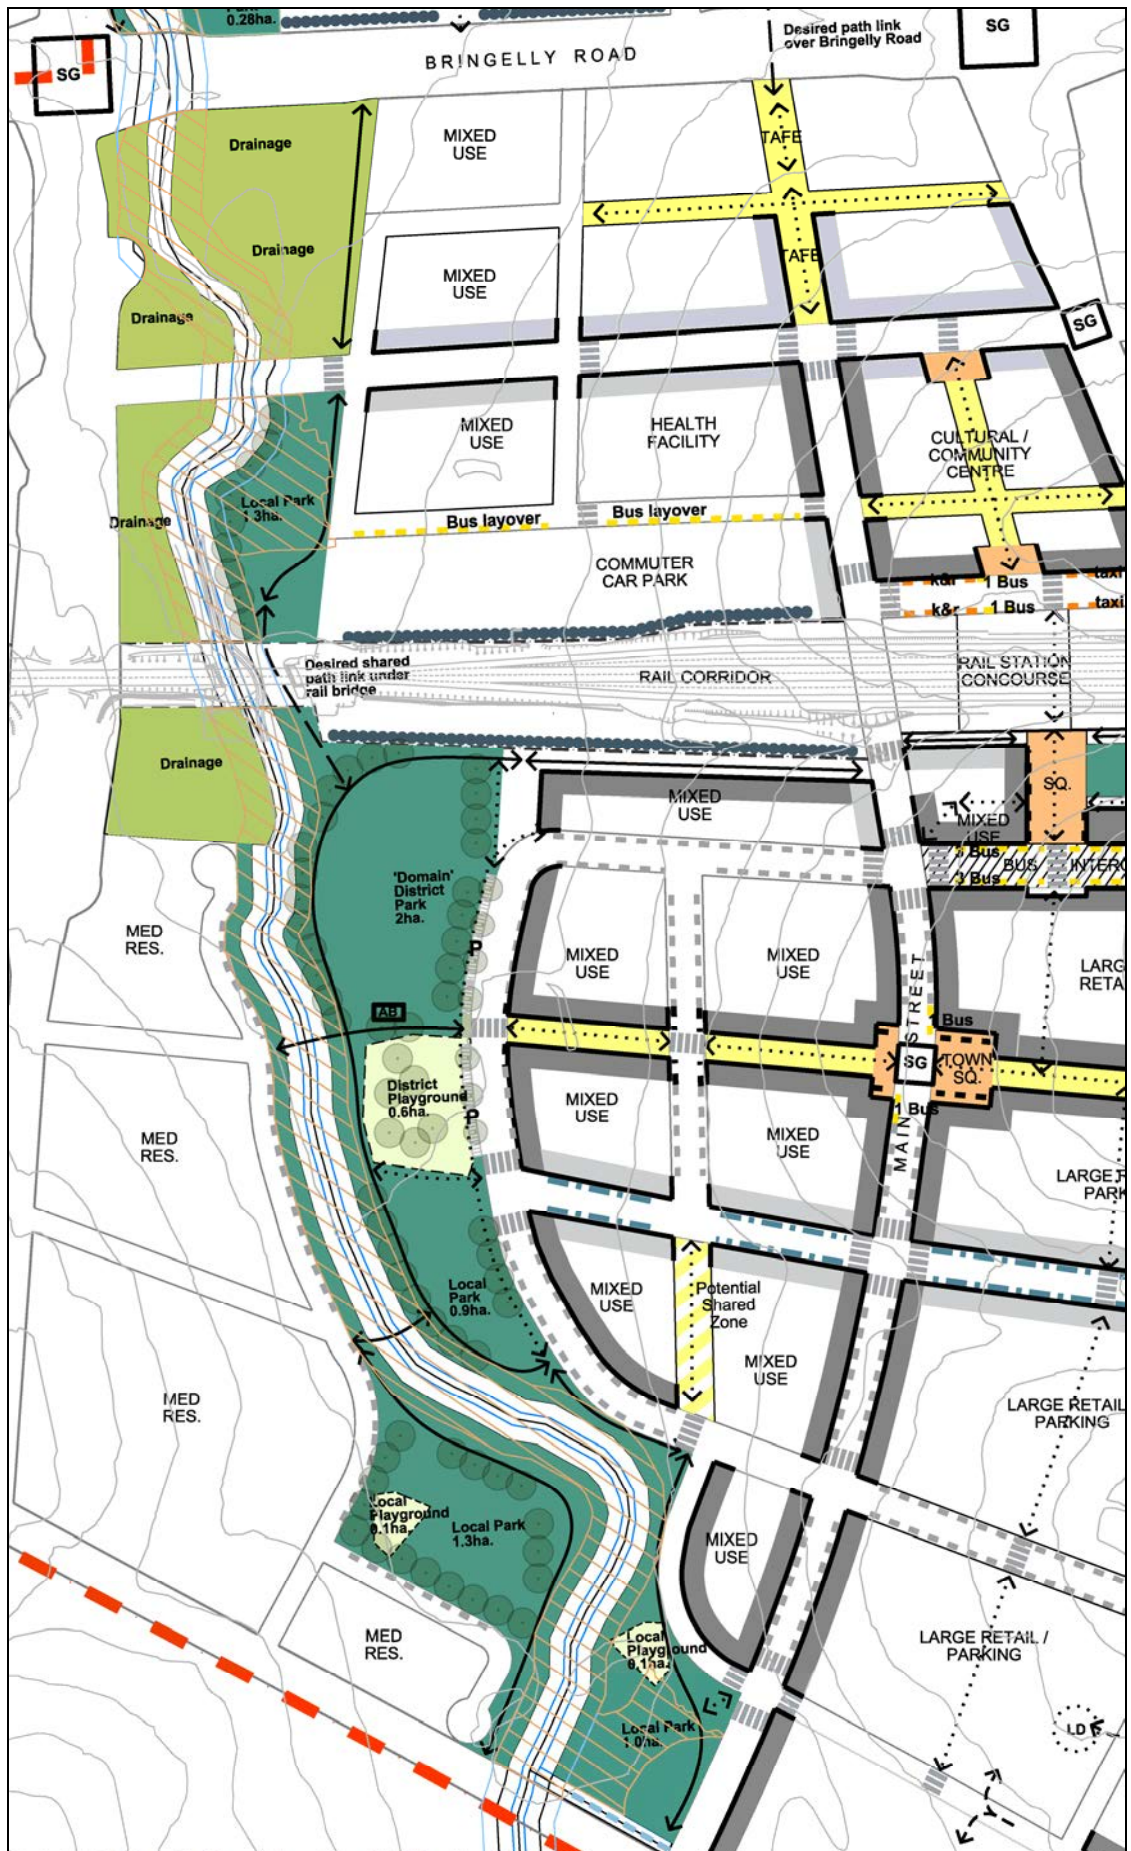 Park
0.28ha.
Desired path link
over Bringelly Road
SG
BRINGELLY ROAD
SG
Drainage
MIXED
USE
TAFE
Drainage
TAFE
MIXED
USE
Drainage
SG
MIXED
USE
HEALTH
FACILITY
CULTURAL /
COMMUNITY
CENTRE
Local Park
1.3ha.
Drainage
Bus layover
Bus layover
COMMUTER
CAR PARK
k&r
1 Bus
taxi
k&r
1 Bus
taxi
Desired shared
path link under
rail bridge
RAIL CORRIDOR
RAIL STATION
CONCOURSE
Drainage
SQ.
MIXED
USE
MIXED
USE
Bus
BUS
INTERC
3 Bus
'Domain'
District
Park
2ha.
MED
RES.
P
MIXED
USE
MIXED
USE
LARG
RETA
AB
Bus
MAIN STREET
SG
TOWN
SQ.
District
Playground
0.6ha.
P
MIXED
USE
1 Bus
MED
RES.
MIXED
USE
LARGE R
PARK
Local
Park
0.9ha.
MIXED
USE
Potential
Shared
Zone
MIXED
USE
MED
RES.
LARGE RETAIL
PARKING
Local
Playground
0.1ha.
Local Park
1.3ha.
MIXED
USE
MED
RES.
Local
Playground
0.1ha.
LARGE RETAIL /
PARKING
Local Park
1.0ha.
LD